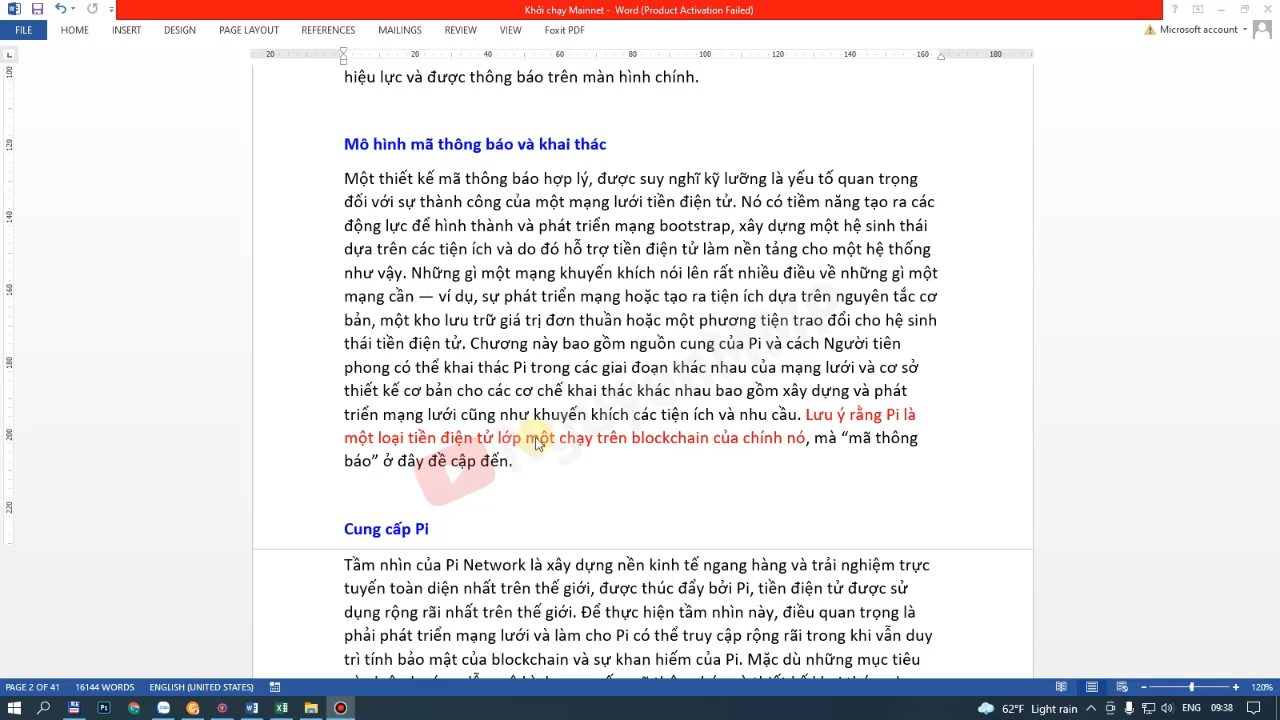 Khởi chạy Mainnet - Word (Product Activation Failed)
FILE HOME INSERT DESIGN PAGE LAYOUT REFERENCES MAILINGS REVIEW VIEW Foxit PDF Microsoft account
20 20 40 60 80 100 120 140 160 180
100
120
140
160
180
200
220
hiệu lực và được thông báo trên màn hình chính.
Mô hình mã thông báo và khai thác
Một thiết kế mã thông báo hợp lý, được suy nghĩ kỹ lưỡng là yếu tố quan trọng
đối với sự thành công của một mạng lưới tiền điện tử. Nó có tiềm năng tạo ra các
động lực để hình thành và phát triển mạng bootstrap, xây dựng một hệ sinh thái
dựa trên các tiện ích và do đó hỗ trợ tiền điện tử làm nền tảng cho một hệ thống
như vậy. Những gì một mạng khuyến khích nói lên rất nhiều điều về những gì một
mạng cần — ví dụ, sự phát triển mạng hoặc tạo ra tiện ích dựa trên nguyên tắc cơ
bản, một kho lưu trữ giá trị đơn thuần hoặc một phương tiện trao đổi cho hệ sinh
thái tiền điện tử. Chương này bao gồm nguồn cung của Pi và cách Người tiên
phong có thể khai thác Pi trong các giai đoạn khác nhau của mạng lưới và cơ sở
thiết kế cơ bản cho các cơ chế khai thác khác nhau bao gồm xây dựng và phát
triển mạng lưới cũng như khuyến khích các tiện ích và nhu cầu. Lưu ý rằng Pi là
một loại tiền điện tử lớp một chạy trên blockchain của chính nó, mà “mã thông
báo” ở đây đề cập đến.
Cung cấp Pi
Tầm nhìn của Pi Network là xây dựng nền kinh tế ngang hàng và trải nghiệm trực
tuyến toàn diện nhất trên thế giới, được thúc đẩy bởi Pi, tiền điện tử được sử
dụng rộng rãi nhất trên thế giới. Để thực hiện tầm nhìn này, điều quan trọng là
phải phát triển mạng lưới và làm cho Pi có thể truy cập rộng rãi trong khi vẫn duy
trì tính bảo mật của blockchain và sự khan hiếm của Pi. Mặc dù những mục tiêu
PAGE 2 OF 41 16144 WORDS ENGLISH (UNITED STATES) 120%
62°F Light rain ENG 09:38